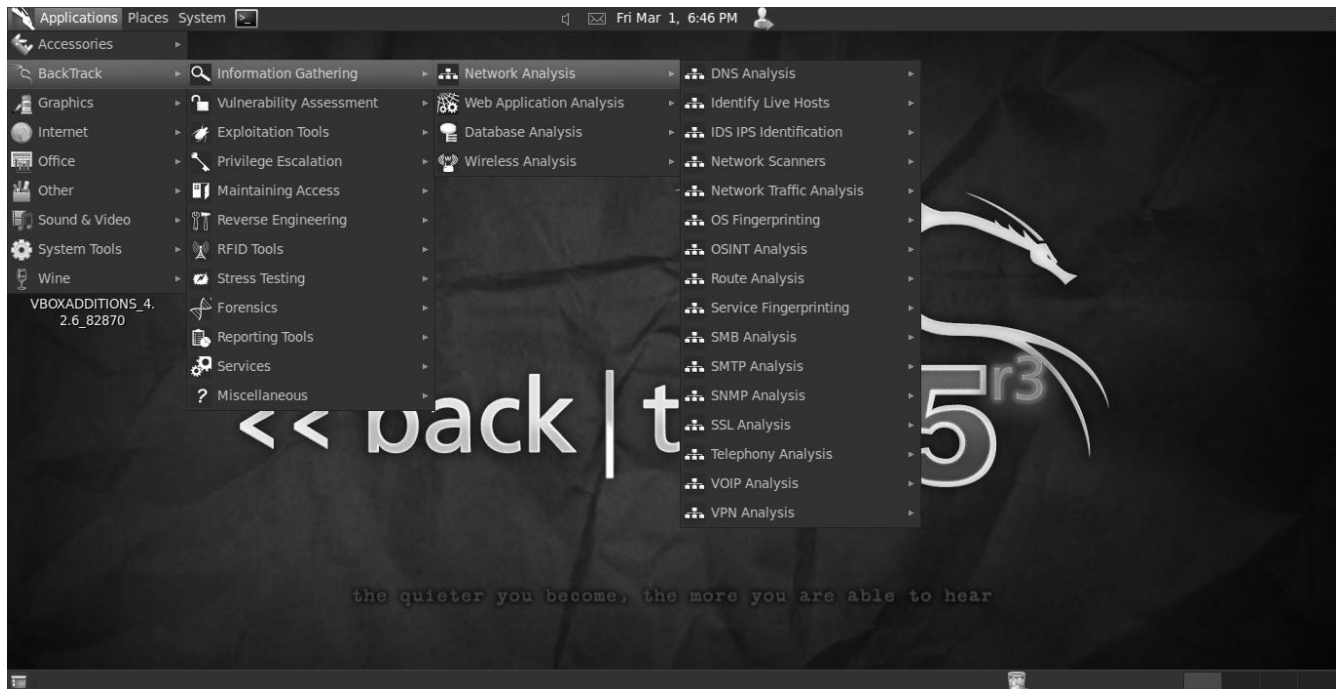 Applications Places System Fri Mar 1, 6:46 PM
Accessories
BackTrack
Graphics
Internet
Office
Other
Sound & Video
System Tools
Wine
VBOXADDITIONS_4.
2.6_82870
Information Gathering
Vulnerability Assessment
Exploitation Tools
Privilege Escalation
Maintaining Access
Reverse Engineering
RFID Tools
Stress Testing
Forensics
Reporting Tools
Services
Miscellaneous
Network Analysis
Web Application Analysis
Database Analysis
Wireless Analysis
DNS Analysis
Identify Live Hosts
IDS IPS Identification
Network Scanners
Network Traffic Analysis
OS Fingerprinting
OSINT Analysis
Route Analysis
Service Fingerprinting
SMB Analysis
SMTP Analysis
SNMP Analysis
SSL Analysis
Telephony Analysis
VOIP Analysis
VPN Analysis
<< back | t 5 r3
the quieter you become, the more you are able to hear